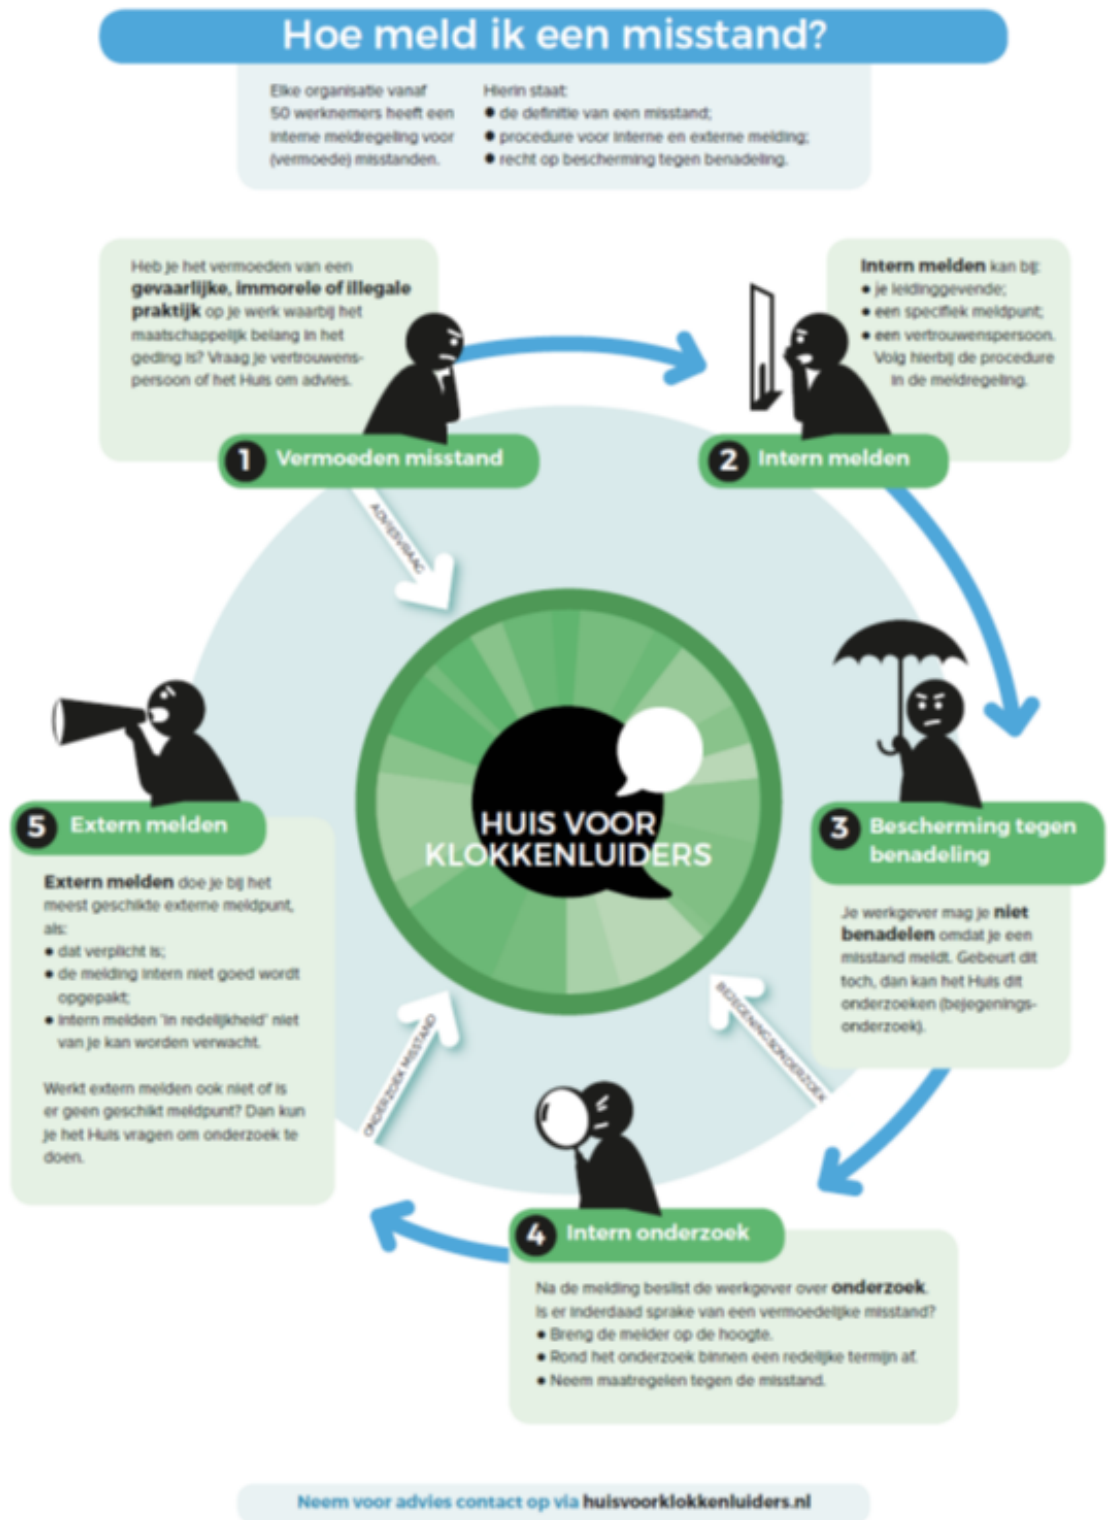 Hoe meld ik een misstand?
Elke organisatie vanaf
50 werknemers heeft een
interne meldregeling voor
(vermoede) misstanden.
Hierin staat:
● de definitie van een misstand;
● procedure voor interne en externe melding;
● recht op bescherming tegen benadeling.
Heb je het vermoeden van een
gevaarlijke, immorele of illegale
praktijk op je werk waarbij het
maatschappelijk belang in het
geding is? Vraag je vertrouwens-
persoon of het Huis om advies.
1 Vermoeden misstand
Intern melden kan bij:
● je leidinggevende;
● een specifiek meldpunt;
● een vertrouwenspersoon.
Volg hierbij de procedure
in de meldregeling.
2 Intern melden
ADVIESVRAAG
HUIS VOOR
KLOKKENLUIDERS
3 Bescherming tegen
benadeling
Je werkgever mag je niet
benadelen omdat je een
misstand meldt. Gebeurt dit
toch, dan kan het Huis dit
onderzoeken (bejegenings-
onderzoek).
BEJEGENINGSONDERZOEK
4 Intern onderzoek
Na de melding beslist de werkgever over onderzoek.
Is er inderdaad sprake van een vermoedelijke misstand?
● Breng de melder op de hoogte.
● Rond het onderzoek binnen een redelijke termijn af.
● Neem maatregelen tegen de misstand.
5 Extern melden
Extern melden doe je bij het
meest geschikte externe meldpunt,
als:
● dat verplicht is;
● de melding intern niet goed wordt
opgepakt;
● intern melden 'in redelijkheid' niet
van je kan worden verwacht.
Werkt extern melden ook niet of is
er geen geschikt meldpunt? Dan kun
je het Huis vragen om onderzoek te
doen.
ONDERZOEK MISSTAND
Neem voor advies contact op via huisvoorklokkenluiders.nl